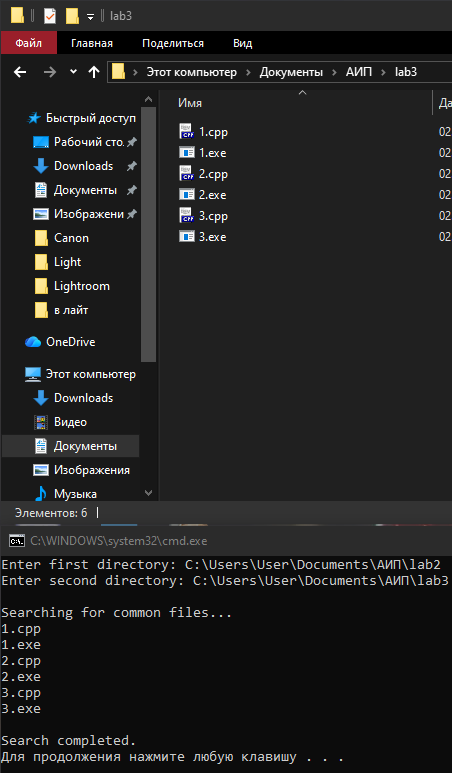 lab3
Файл Главная Поделиться Вид
Этот компьютер Документы АИП lab3
Имя Да
Быстрый доступ
Рабочий сто.
Downloads
Документы
Изображени
Canon
Light
Lightroom
в лайт
OneDrive
Этот компьютер
Downloads
Видео
Документы
Изображения
Музыка
1.cpp 02
1.exe 02
2.cpp 02
2.exe 02
3.cpp 02
3.exe 02
Элементов: 6
C:\WINDOWS\system32\cmd.exe
Enter first directory: C:\Users\User\Documents\АИП\lab2
Enter second directory: C:\Users\User\Documents\АИП\lab3
Searching for common files...
1.cpp
1.exe
2.cpp
2.exe
3.cpp
3.exe
Search completed.
Для продолжения нажмите любую клавишу . . .